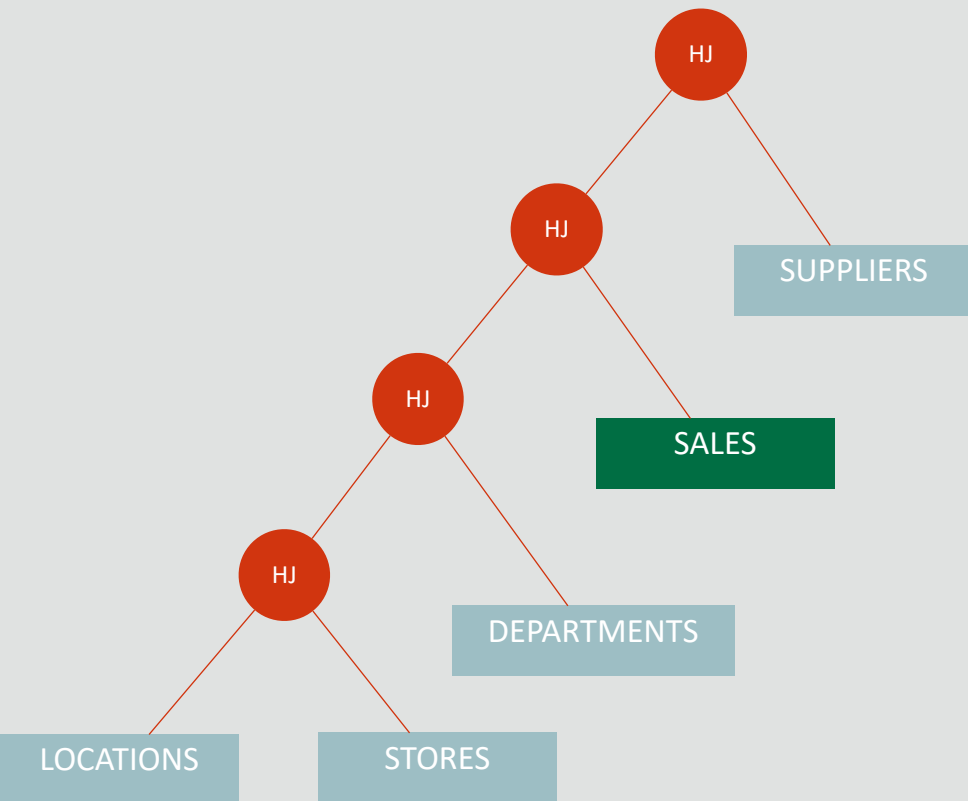 HJ
HJ
SUPPLIERS
HJ
SALES
HJ
DEPARTMENTS
LOCATIONS
STORES